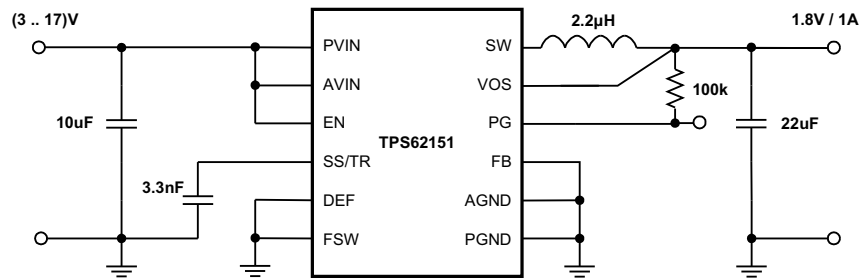 (3 .. 17)V
2.2µH
1.8V / 1A
PVIN
SW
AVIN
VOS
100k
10uF
EN
PG
22uF
TPS62151
3.3nF
SS/TR
FB
DEF
AGND
FSW
PGND